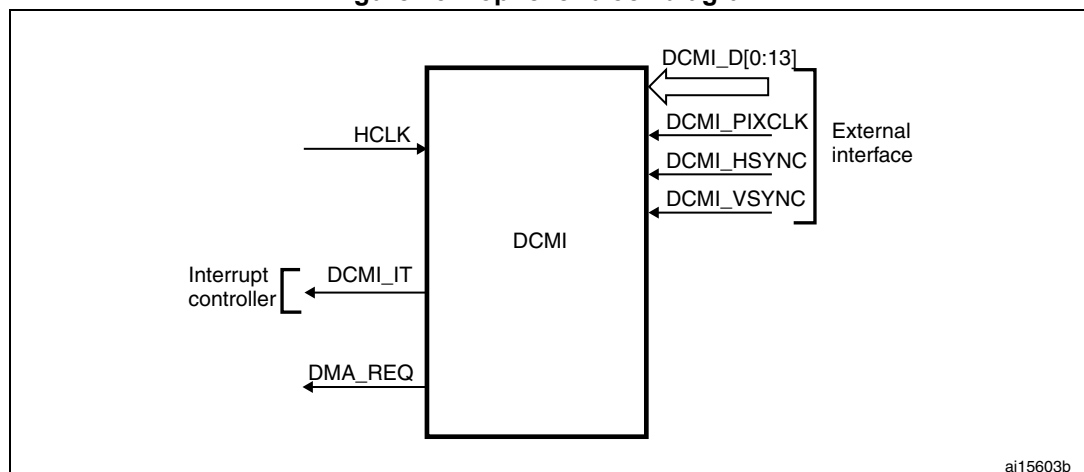 DCMI_D[0:13]
DCMI_PIXCLK
External
interface
HCLK
DCMI_HSYNC
DCMI_VSYNC
DCMI
Interrupt
controller
DCMI_IT
DMA_REQ
ai15603b